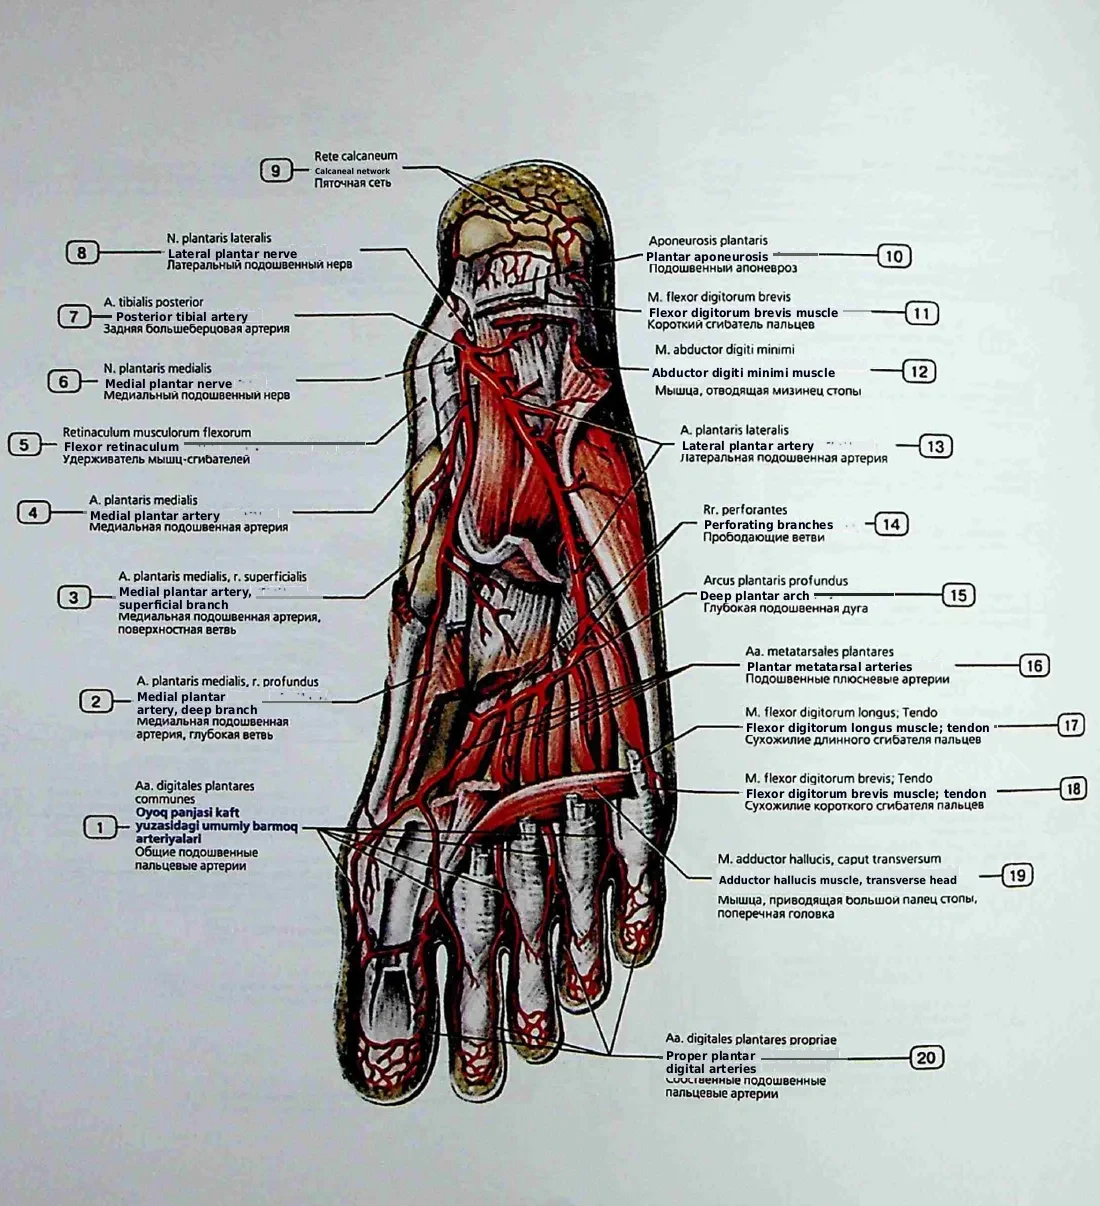 9
Rete calcaneum
Calcaneal network
Пяточная сеть
8
N. plantaris lateralis
Lateral plantar nerve
Латеральный подошвенный нерв
7
A. tibialis posterior
Posterior tibial artery
Задняя большеберцовая артерия
6
N. plantaris medialis
Medial plantar nerve
Медиальный подошвенный нерв
5
Retinaculum musculorum flexorum
Flexor retinaculum
Удерживатель мышц-сгибателей
4
A. plantaris medialis
Medial plantar artery
Медиальная подошвенная артерия
3
A. plantaris medialis, r. superficialis
Medial plantar artery,
superficial branch
Медиальная подошвенная артерия,
поверхностная ветвь
2
A. plantaris medialis, r. profundus
Medial plantar
artery, deep branch
Медиальная подошвенная
артерия, глубокая ветвь
1
Aa. digitales plantares
communes
Oyoq panjasi kaft
yuzasidagi umumiy barmoq
arteriyalari
Общие подошвенные
пальцевые артерии
Aponeurosis plantaris
Plantar aponeurosis
Подошвенный апоневроз
10
M. flexor digitorum brevis
Flexor digitorum brevis muscle
Короткий сгибатель пальцев
11
M. abductor digiti minimi
Abductor digiti minimi muscle
Мышца, отводящая мизинец стопы
12
A. plantaris lateralis
Lateral plantar artery
Латеральная подошвенная артерия
13
Rr. perforantes
Perforating branches
Прободающие ветви
14
Arcus plantaris profundus
Deep plantar arch
Глубокая подошвенная дуга
15
Aa. metatarsales plantares
Plantar metatarsal arteries
Подошвенные плюсневые артерии
16
M. flexor digitorum longus; Tendo
Flexor digitorum longus muscle; tendon
Сухожилие длинного сгибателя пальцев
17
M. flexor digitorum brevis; Tendo
Flexor digitorum brevis muscle; tendon
Сухожилие короткого сгибателя пальцев
18
M. adductor hallucis, caput transversum
Adductor hallucis muscle, transverse head
Мышца, приводящая большой палец стопы,
поперечная головка
19
Aa. digitales plantares propriae
Proper plantar
digital arteries
Собственные подошвенные
пальцевые артерии
20